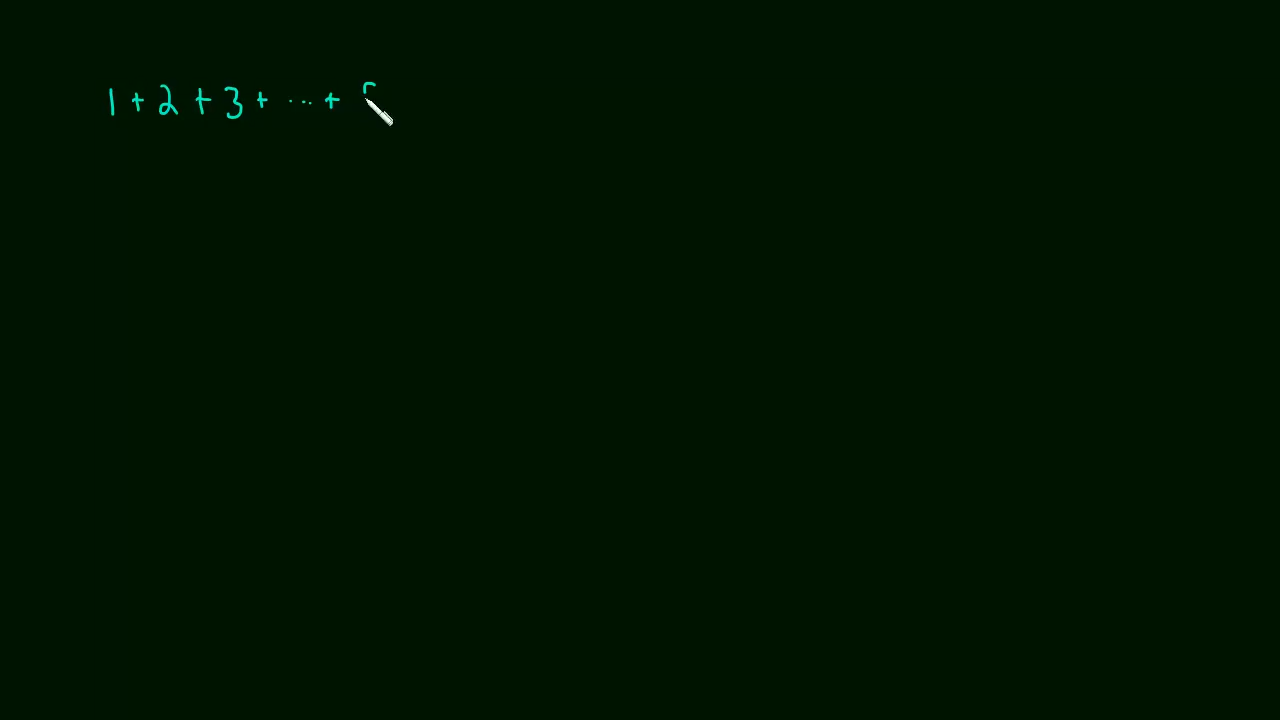 1 + 2 + 3 + ... +